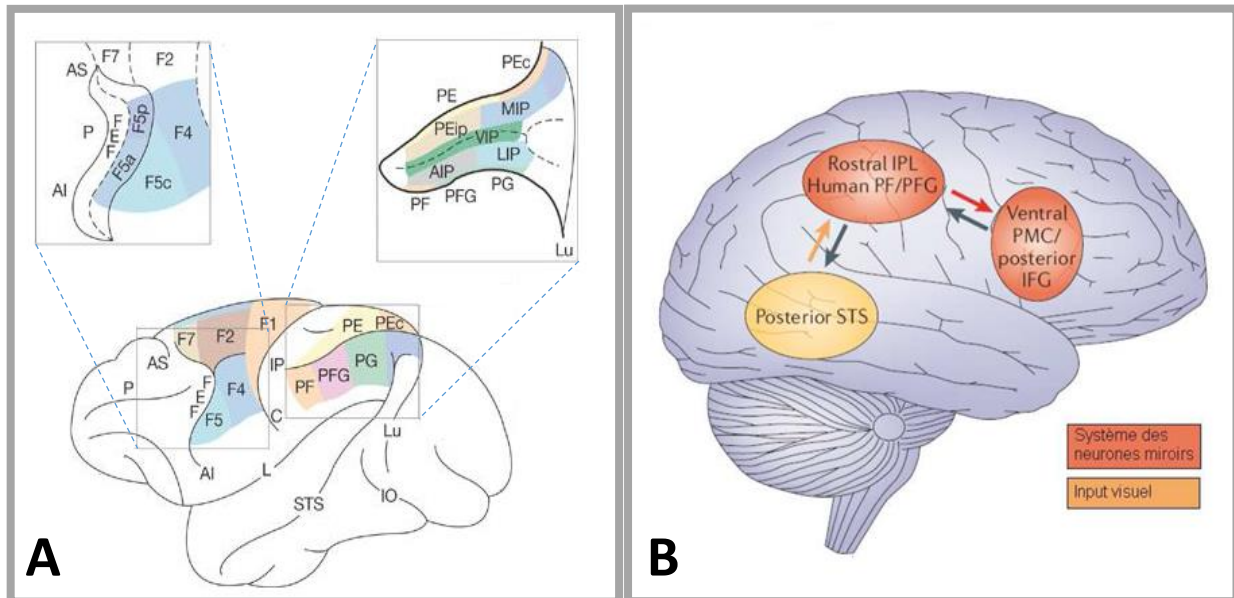 F7
F2
AS
P
F
E
F
F5p
F4
F5a
F5c
AI
PEc
PE
MIP
PEip
VIP
LIP
AIP
PG
PFG
PF
Lu
F1
F7
F2
PE
PEc
AS
IP
PG
PFG
PF
P
F
E
F
F4
F5
C
Lu
AI
L
IO
STS
A
Rostral IPL
Human PF/PFG
Ventral
PMC/
posterior
IFG
Posterior STS
Système des
neurones miroirs
Input visuel
B